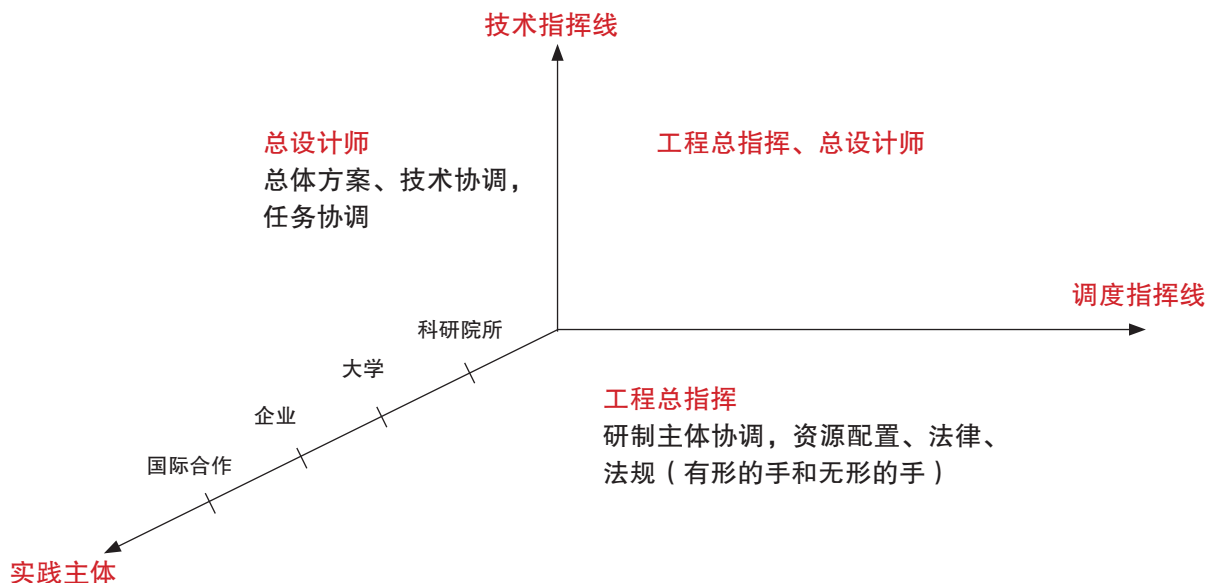 技术指挥线
总设计师
总体方案、技术协调，
任务协调
工程总指挥、总设计师
调度指挥线
科研院所
大学
企业
国际合作
实践主体
工程总指挥
研制主体协调，资源配置、法律、
法规（有形的手和无形的手）